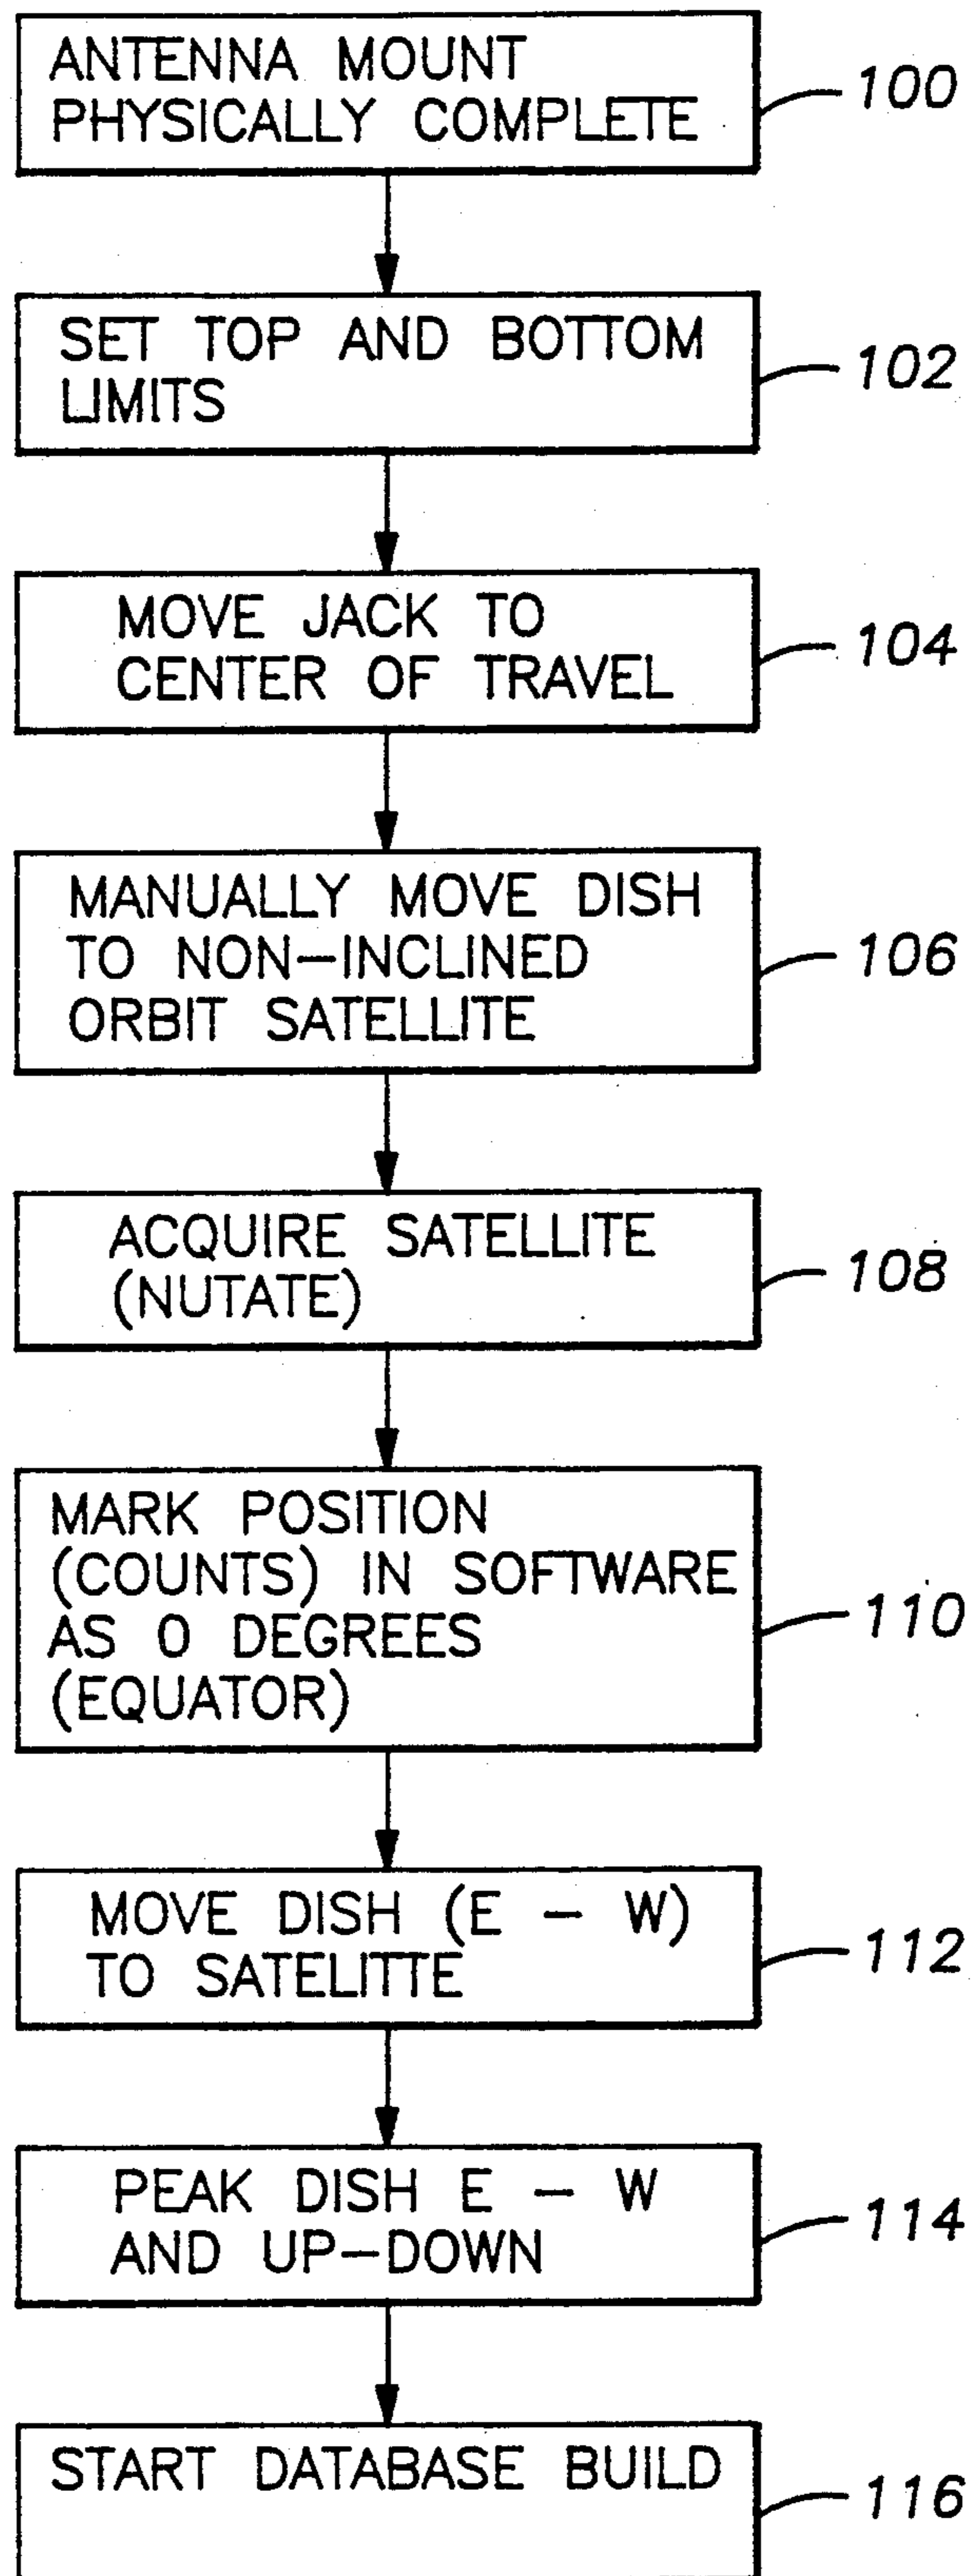 ANTENNA MOUNT
PHYSICALLY COMPLETE
100
SET TOP AND BOTTOM
LIMITS
102
MOVE JACK TO
CENTER OF TRAVEL
104
MANUALLY MOVE DISH
TO NON-INCLINED
ORBIT SATELLITE
106
ACQUIRE SATELLITE
(NUTATE)
108
MARK POSITION
(COUNTS) IN SOFTWARE
AS 0 DEGREES
(EQUATOR)
110
MOVE DISH (E - W)
TO SATELITTE
112
PEAK DISH E - W
AND UP-DOWN
114
START DATABASE BUILD
116